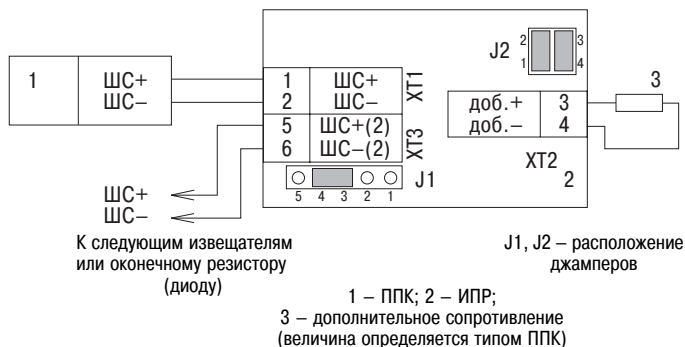 1 ШС+
ШС–
1 ШС+
2 ШС–
XT1
5 ШС+(2)
6 ШС–(2)
XT3
J2
2 3
1 4
доб.+ 3
доб.– 4
XT2
2
3
J1
5 4 3 2 1
ШС+
ШС–
К следующим извещателям
или оконечному резистору
(диоду)
J1, J2 – расположение
джамперов
1 – ППК; 2 – ИПР;
3 – дополнительное сопротивление
(величина определяется типом ППК)